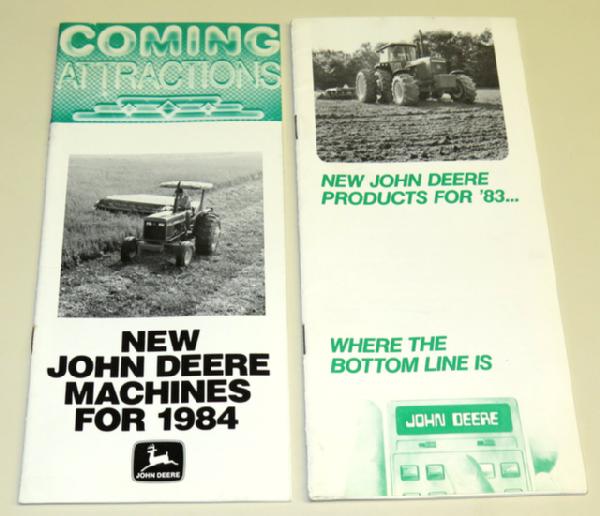 COMING
ATTRACTIONS
NEW
JOHN DEERE
MACHINES
FOR 1984
JOHN DEERE
NEW JOHN DEERE
PRODUCTS FOR '83...
WHERE THE
BOTTOM LINE IS
JOHN DEERE